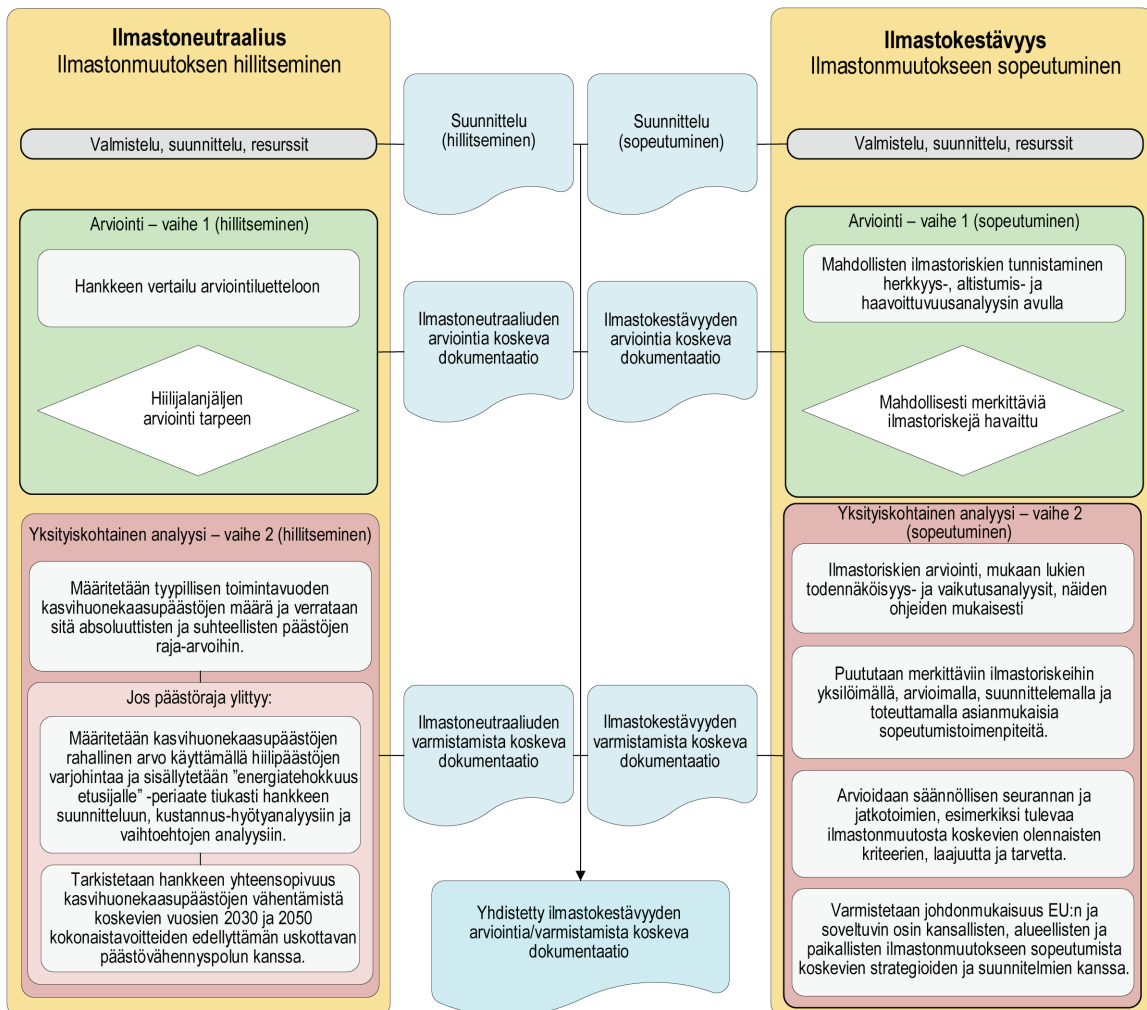 Ilmastoneutraalius
Ilmastonmuutoksen hillitseminen
Valmistelu, suunnittelu, resurssit
Arviointi – vaihe 1 (hillitseminen)
Hankkeen vertailu arviointiluetteloon
Hiilijalanjäljen
arviointi tarpeen
Yksityiskohtainen analyysi – vaihe 2 (hillitseminen)
Määritetään tyypillisen toimintavuoden
kasvihuonekaasupäästöjen määrä ja verrataan
sitä absoluuttisten ja suhteellisten päästöjen
raja-arvoihin.
Jos päästöraja ylittyy:
Määritetään kasvihuonekaasupäästöjen
rahallinen arvo käyttämällä hiilipäästöjen
varjohintaa ja sisällytetään ”energiatehokkuus
etusijalle” -periaate tiukasti hankkeen
suunnitteluun, kustannus-hyötyanalyysiin ja
vaihtoehtojen analyysiin.
Tarkistetaan hankkeen yhteensopivuus
kasvihuonekaasupäästöjen vähentämistä
koskevien vuosien 2030 ja 2050
kokonaistavoitteiden edellyttämän uskottavan
päästövähennyspolun kanssa.
Suunnittelu
(hillitseminen)
Suunnittelu
(sopeutuminen)
Ilmastoneutraaliuden
arviointia koskeva
dokumentaatio
Ilmastokestävyyden
arviointia koskeva
dokumentaatio
Ilmastoneutraaliuden
varmistamista koskeva
dokumentaatio
Ilmastokestävyyden
varmistamista koskeva
dokumentaatio
Yhdistetty ilmastokestävyyden
arviointia/varmistamista koskeva
dokumentaatio
Ilmastokestävyys
Ilmastonmuutokseen sopeutuminen
Valmistelu, suunnittelu, resurssit
Arviointi – vaihe 1 (sopeutuminen)
Mahdollisten ilmastoriskien tunnistaminen
herkkyys-, altistumis- ja
haavoittuvuusanalyysin avulla
Mahdollisesti merkittäviä
ilmastoriskejä havaittu
Yksityiskohtainen analyysi – vaihe 2
(sopeutuminen)
Ilmastoriskien arviointi, mukaan lukien
todennäköisyys- ja vaikutusanalyysit, näiden
ohjeiden mukaisesti
Puututaan merkittäviin ilmastoriskeihin
yksilöimällä, arvioimalla, suunnittelemalla ja
toteuttamalla asianmukaisia
sopeutumistoimenpiteitä.
Arvioidaan säännöllisen seurannan ja
jatkotoimien, esimerkiksi tulevaa
ilmastonmuutosta koskevien olennaisten
kriteerien, laajuutta ja tarvetta.
Varmistetaan johdonmukaisuus EU:n ja
soveltuvin osin kansallisten, alueellisten ja
paikallisten ilmastonmuutokseen sopeutumista
koskevien strategioiden ja suunnitelmien kanssa.